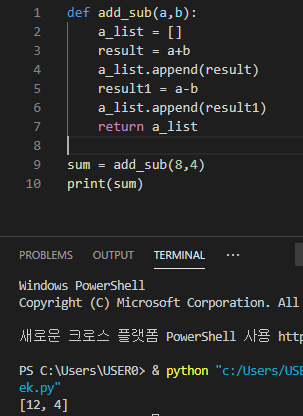 1 def add_sub(a,b):
2     a_list = []
3     result = a+b
4     a_list.append(result)
5     result1 = a-b
6     a_list.append(result1)
7     return a_list
8
9 sum = add_sub(8,4)
10 print(sum)
PROBLEMS OUTPUT TERMINAL ···
Windows PowerShell
Copyright (C) Microsoft Corporation. All
새로운 크로스 플랫폼 PowerShell 사용 http
PS C:\Users\USER0> & python "c:/Users/USE
ek.py"
[12, 4]